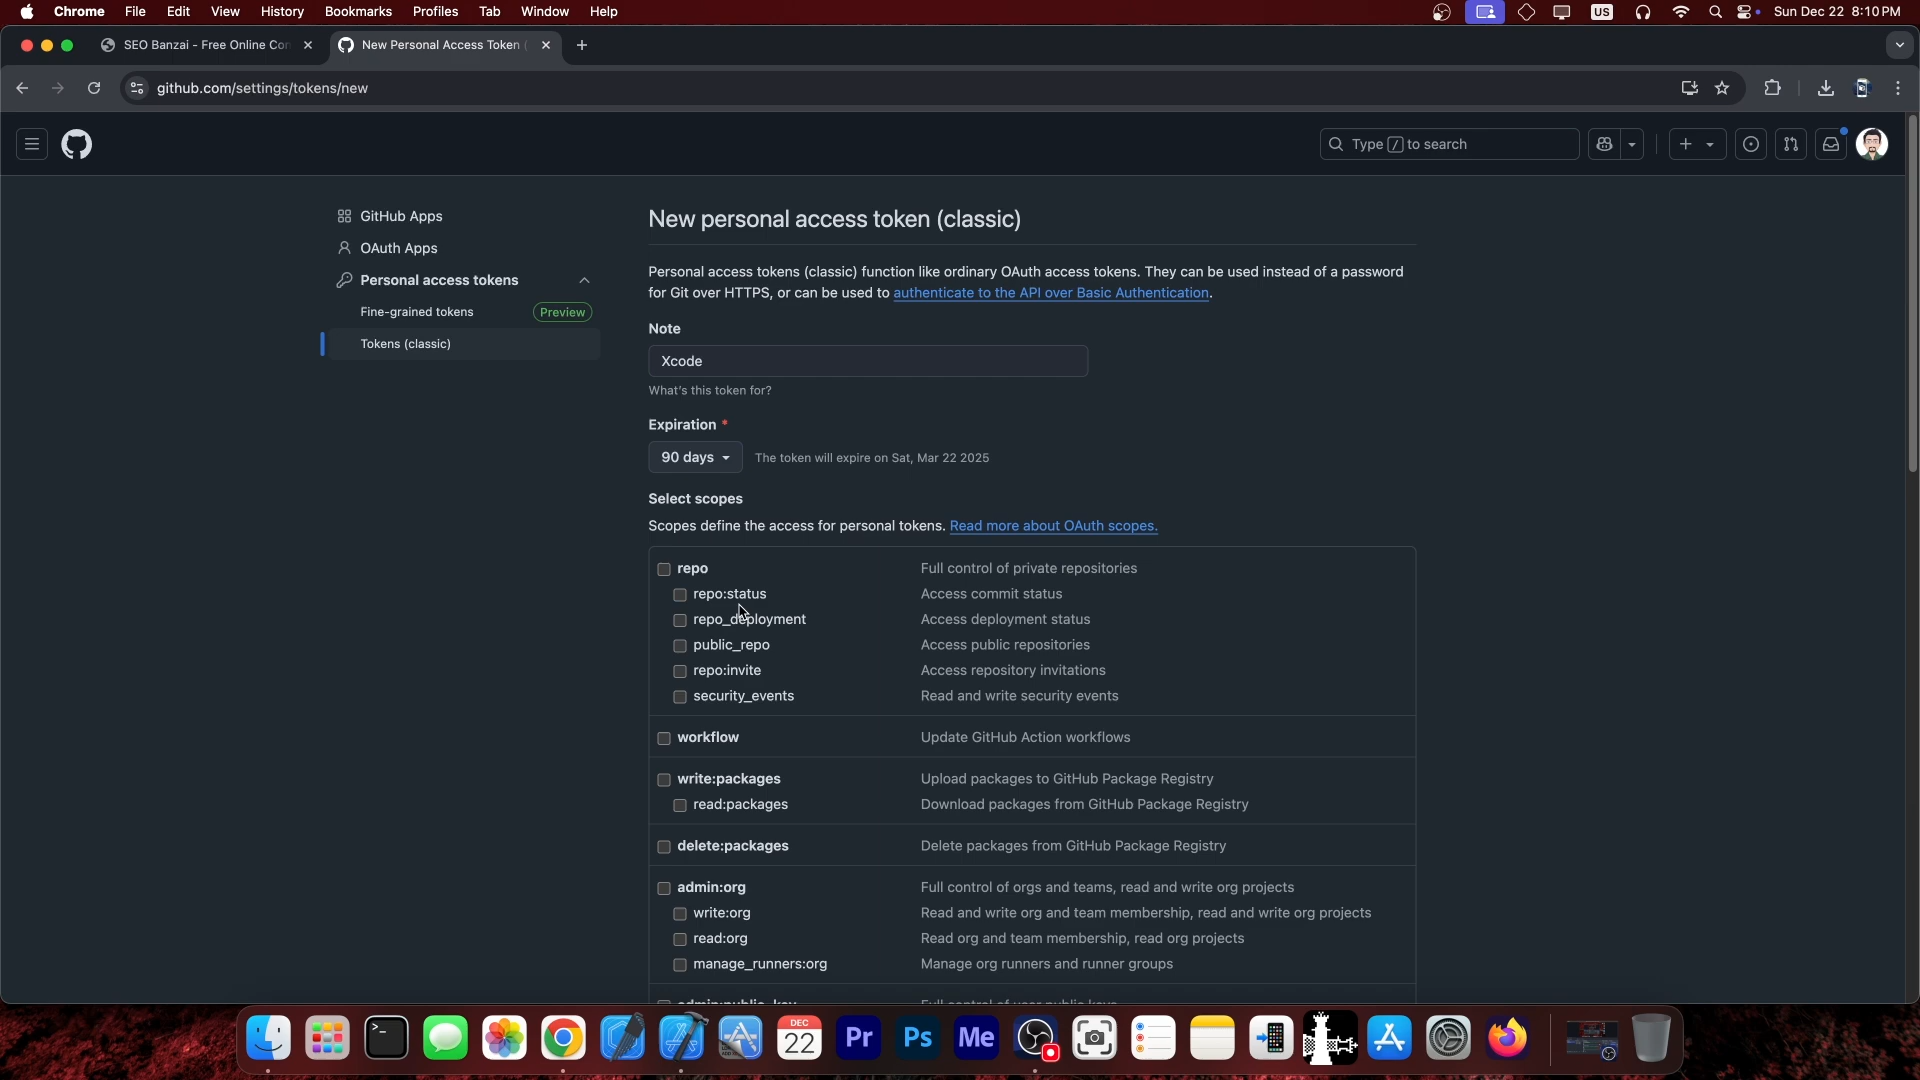 Chrome File Edit View History Bookmarks Profiles Tab Window Help
US
Sun Dec 22 8:10 PM
SEO Banzai - Free Online Con
New Personal Access Token (
github.com/settings/tokens/new
Type / to search
GitHub Apps
OAuth Apps
Personal access tokens
Fine-grained tokens Preview
Tokens (classic)
New personal access token (classic)
Personal access tokens (classic) function like ordinary OAuth access tokens. They can be used instead of a password
for Git over HTTPS, or can be used to authenticate to the API over Basic Authentication.
Note
Xcode
What's this token for?
Expiration *
90 days The token will expire on Sat, Mar 22 2025
Select scopes
Scopes define the access for personal tokens. Read more about OAuth scopes.
repo Full control of private repositories
repo:status Access commit status
repo_deployment Access deployment status
public_repo Access public repositories
repo:invite Access repository invitations
security_events Read and write security events
workflow Update GitHub Action workflows
write:packages Upload packages to GitHub Package Registry
read:packages Download packages from GitHub Package Registry
delete:packages Delete packages from GitHub Package Registry
admin:org Full control of orgs and teams, read and write org projects
write:org Read and write org and team membership, read and write org projects
read:org Read org and team membership, read org projects
manage_runners:org Manage org runners and runner groups
admin:public_key Full control of user public keys
DEC
22
Pr
Ps
Me